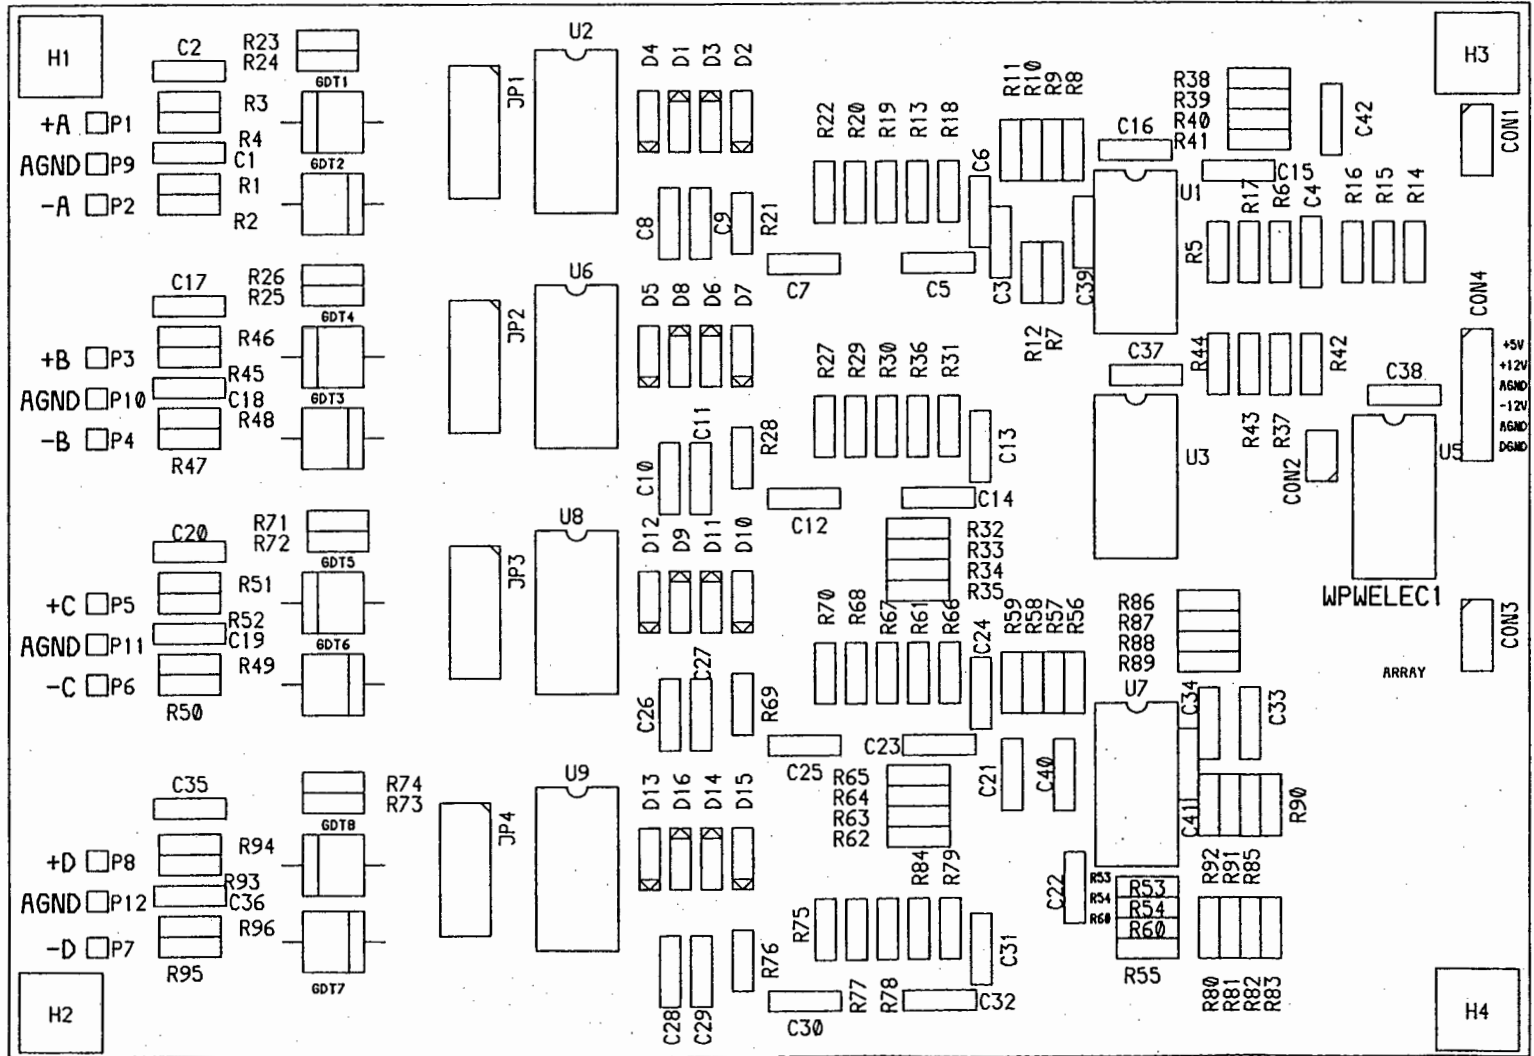 H1
C2
R23
R24
GDT1
U2
D4
D1
D3
D2
H3
+A
P1
R3
R4
AGND
P9
C1
GDT2
-A
P2
R1
R2
JP1
C8
C9
R21
R22
R20
R19
R13
R18
C7
C5
C6
C3
R11
R10
R9
R8
R12
R7
C39
C16
U1
R38
R39
R40
R41
C15
C42
CON1
R5
R17
R6
C4
R16
R15
R14
C17
R26
R25
GDT4
U6
D5
D8
D6
D7
+B
P3
R46
R45
AGND
P10
C18
GDT3
-B
P4
R48
R47
JP2
C10
C11
R28
R27
R29
R30
R36
R31
C12
C13
C14
C37
U3
R44
R43
R37
R42
CON2
C38
U5
CON4
+5V
+12V
AGND
-12V
AGND
DGND
WPWELEC1
C20
R71
R72
GDT5
U8
D12
D9
D11
D10
+C
P5
R51
R52
AGND
P11
C19
GDT6
-C
P6
R49
R50
JP3
C26
C27
R69
R32
R33
R34
R35
R70
R68
R67
R61
R66
C24
R59
R58
R57
R56
C25
C23
C21
C40
R86
R87
R88
R89
U7
C34
C33
C41
CON3
ARRAY
C35
R74
R73
GDT8
U9
D13
D16
D14
D15
+D
P8
R94
R93
AGND
P12
C36
-D
P7
R96
R95
GDT7
JP4
C28
C29
R76
R65
R64
R63
R62
R84
R79
R75
R77
R78
C30
C31
C32
C22
R53
R54
R60
R53
R54
R60
R55
R90
R92
R91
R85
R80
R81
R82
R83
H2
H4